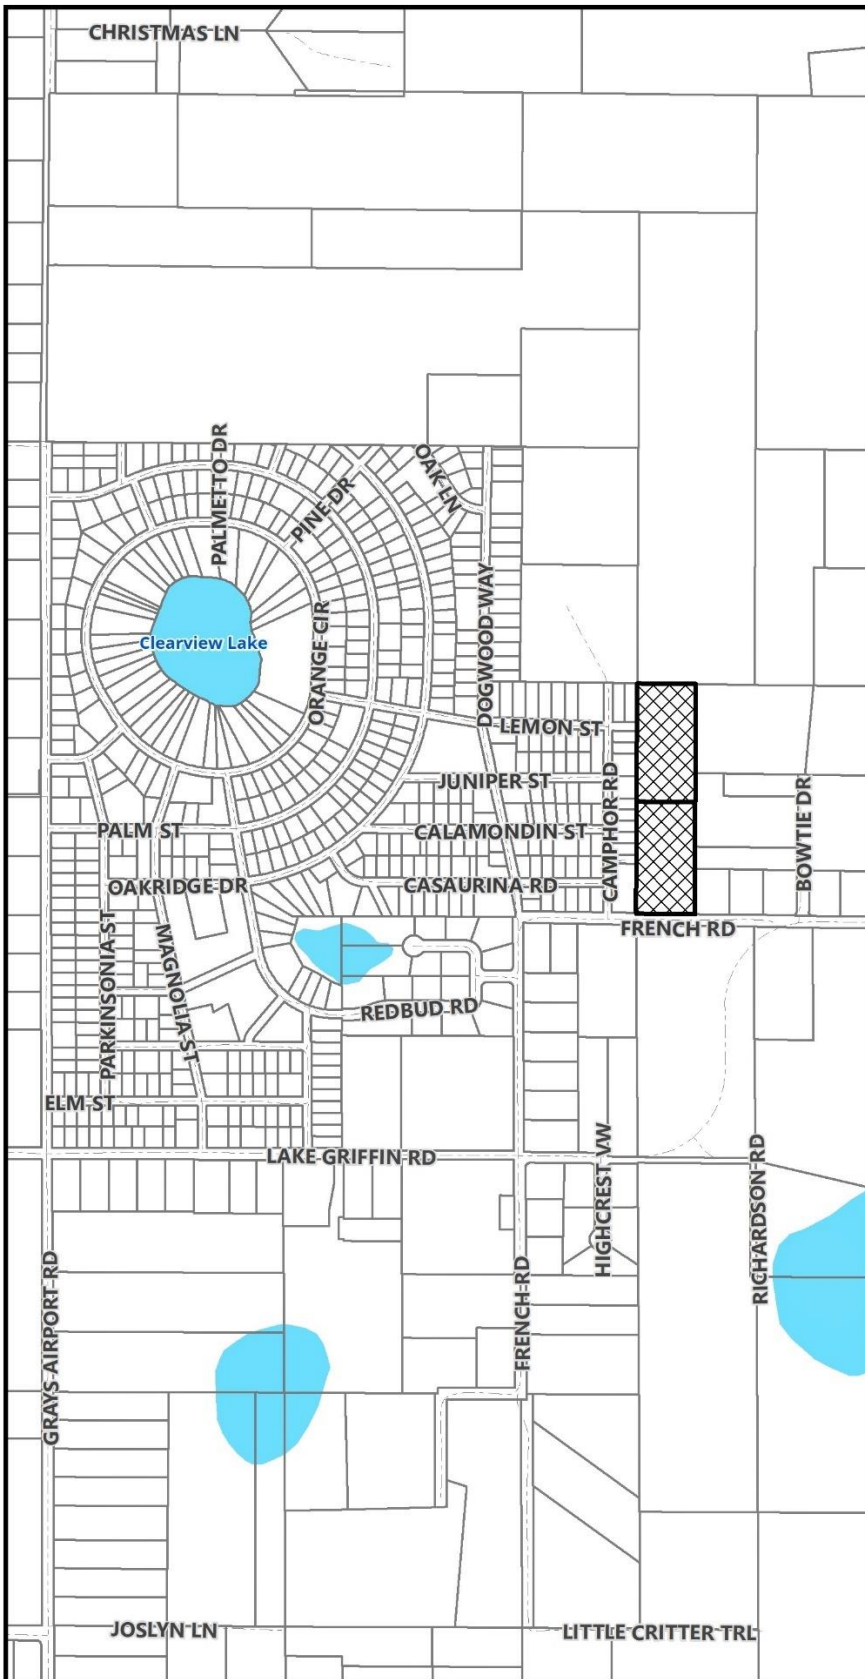 CHRISTMAS LN
PALMETTO DR
OAK LN
PINE DR
DOGWOOD WAY
Clearview Lake
ORANGE CIR
LEMON ST
JUNIPER ST
CAMPHOR RD
BOWTIE DR
PALM ST
CALAMONDIN ST
OAKRIDGE DR
CASAURINA RD
FRENCH RD
PARKINSONIA ST
MAGNOLIA ST
REDBUD RD
ELM ST
LAKE GRIFFIN RD
HIGHCREST VW
RICHARDSON RD
GRAYS AIRPORT RD
FRENCH RD
JOSLYN LN
LITTLE CRITTER TRL